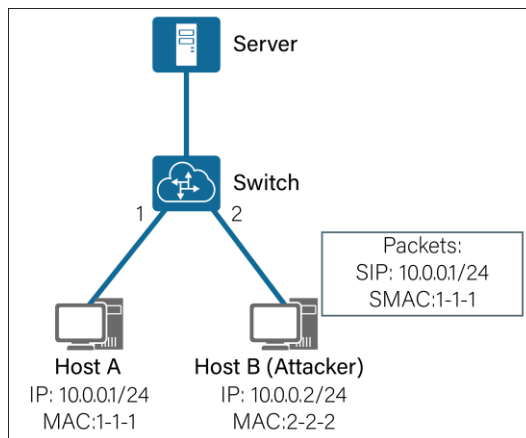 Server
Switch
1
2
Packets:
SIP: 10.0.0.1/24
SMAC:1-1-1
Host A
IP: 10.0.0.1/24
MAC:1-1-1
Host B (Attacker)
IP: 10.0.0.2/24
MAC:2-2-2